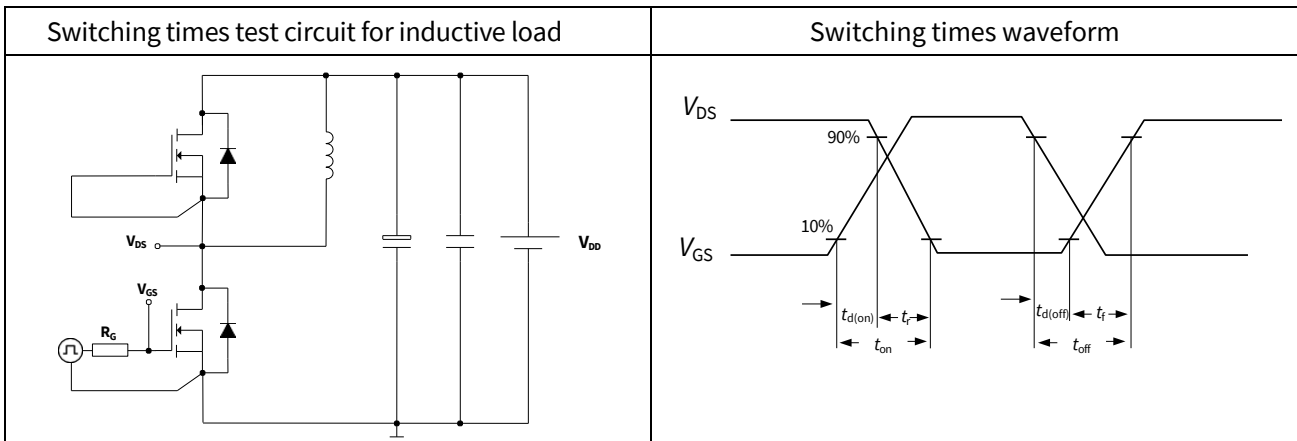 Switching times test circuit for inductive load
Switching times waveform
VDS
VGS
RG
VDD
VDS
90%
10%
VGS
td(on)
tr
ton
td(off)
tf
toff